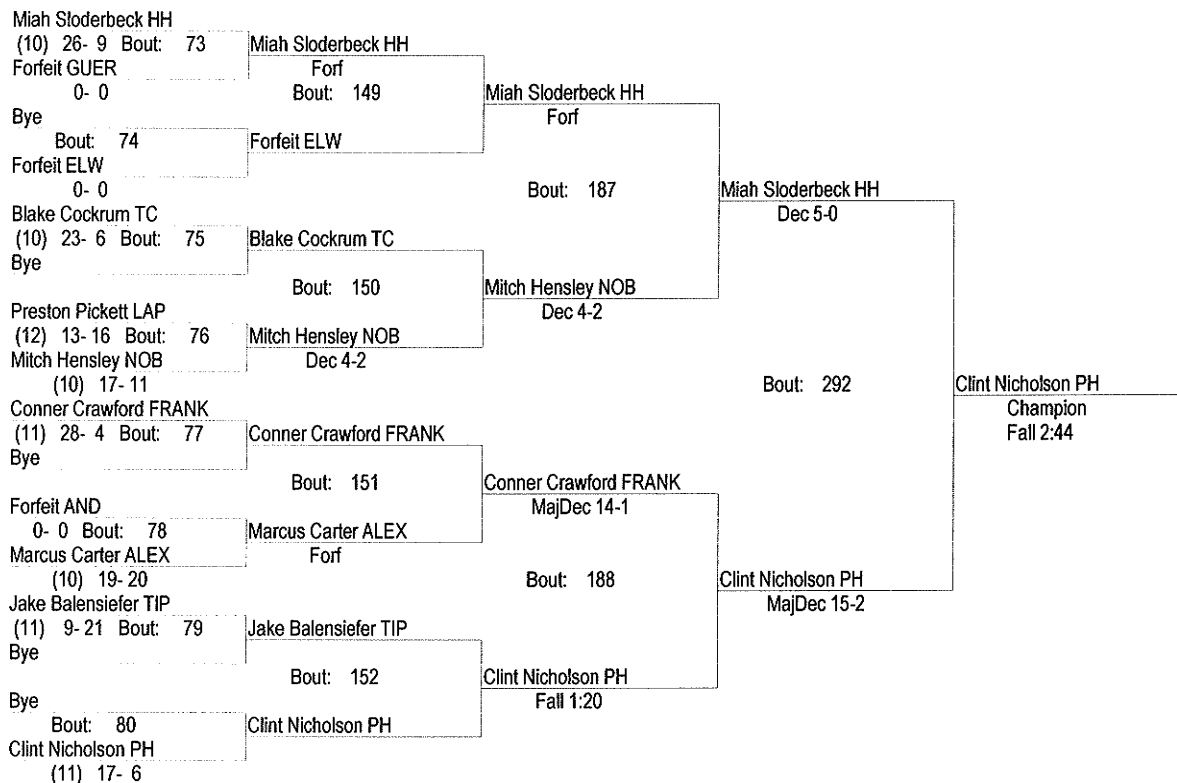 Miah Sloderbeck HH
(10) 26- 9 Bout: 73
Miah Sloderbeck HH
Forfeit GUER
Forf
0- 0
Bout: 149
Miah Sloderbeck HH
Bye
Forf
Bout: 74
Forfeit ELW
Forfeit ELW
0- 0
Bout: 187
Miah Sloderbeck HH
Blake Cockrum TC
Dec 5-0
(10) 23- 6 Bout: 75
Blake Cockrum TC
Bye
Bout: 150
Mitch Hensley NOB
Preston Pickett LAP
Dec 4-2
(12) 13- 16 Bout: 76
Mitch Hensley NOB
Mitch Hensley NOB
Dec 4-2
(10) 17- 11
Bout: 292
Clint Nicholson PH
Conner Crawford FRANK
Champion
(11) 28- 4 Bout: 77
Conner Crawford FRANK
Fall 2:44
Bye
Bout: 151
Conner Crawford FRANK
Forfeit AND
MajDec 14-1
0- 0 Bout: 78
Marcus Carter ALEX
Marcus Carter ALEX
Forf
(10) 19- 20
Bout: 188
Clint Nicholson PH
Jake Balensiefer TIP
MajDec 15-2
(11) 9- 21 Bout: 79
Jake Balensiefer TIP
Bye
Bout: 152
Clint Nicholson PH
Bye
Fall 1:20
Bout: 80
Clint Nicholson PH
Clint Nicholson PH
(11) 17- 6